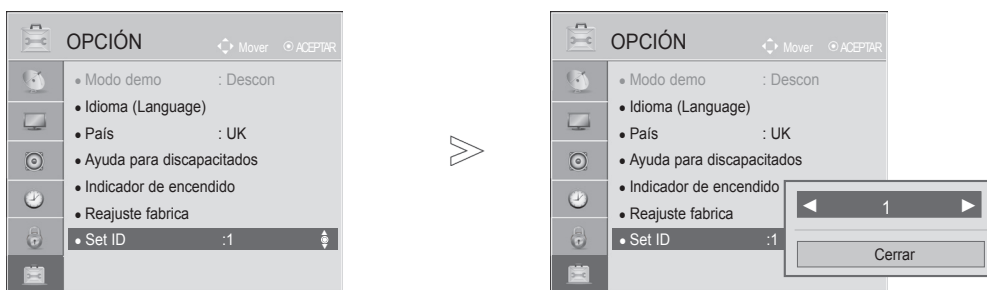 OPCIÓN Mover ACEPTAR
• Modo demo : Descon
• Idioma (Language)
• País : UK
• Ayuda para discapacitados
• Indicador de encendido
• Reajuste fabrica
• Set ID :1
OPCIÓN Mover ACEPTAR
• Modo demo : Descon
• Idioma (Language)
• País : UK
• Ayuda para discapacitados
• Indicador de encendido
• Reajuste fabrica
• Set ID :1
◄ 1 ►
Cerrar